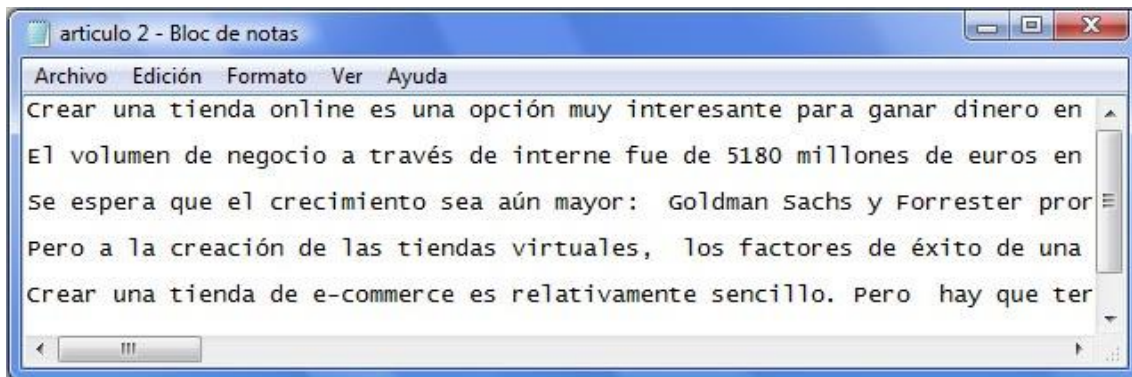 articulo 2 - Bloc de notas
Archivo Edición Formato Ver Ayuda
Crear una tienda online es una opción muy interesante para ganar dinero en
El volumen de negocio a través de interne fue de 5180 millones de euros en
Se espera que el crecimiento sea aún mayor: Goldman Sachs y Forrester pror
Pero a la creación de las tiendas virtuales, los factores de éxito de una
Crear una tienda de e-commerce es relativamente sencillo. Pero hay que ter